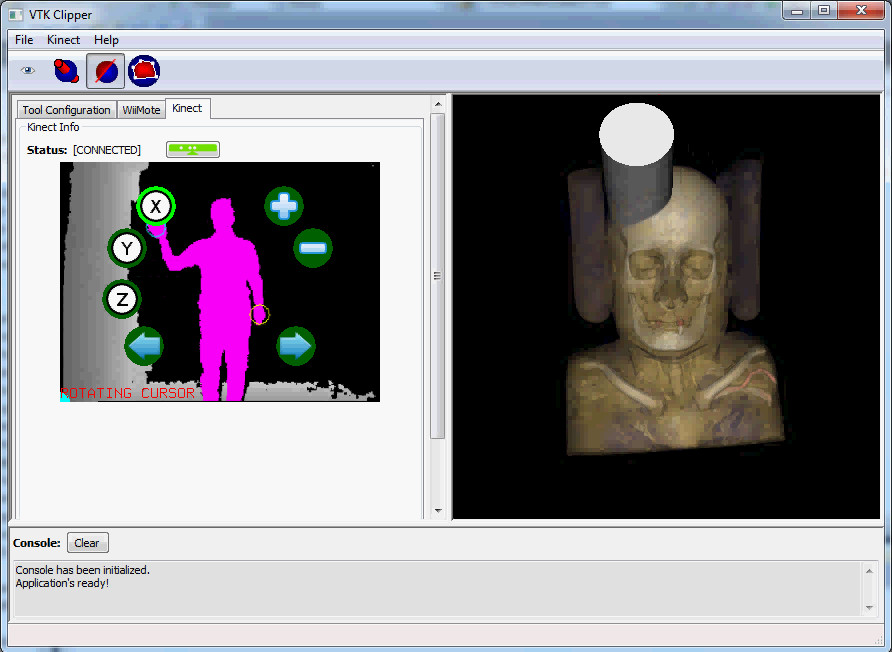 VTK Clipper
File Kinect Help
Tool Configuration WiiMote Kinect
Kinect Info
Status: [CONNECTED]
X
Y
Z
ROTATING CURSOR
Console: Clear
Console has been initialized.
Application's ready!